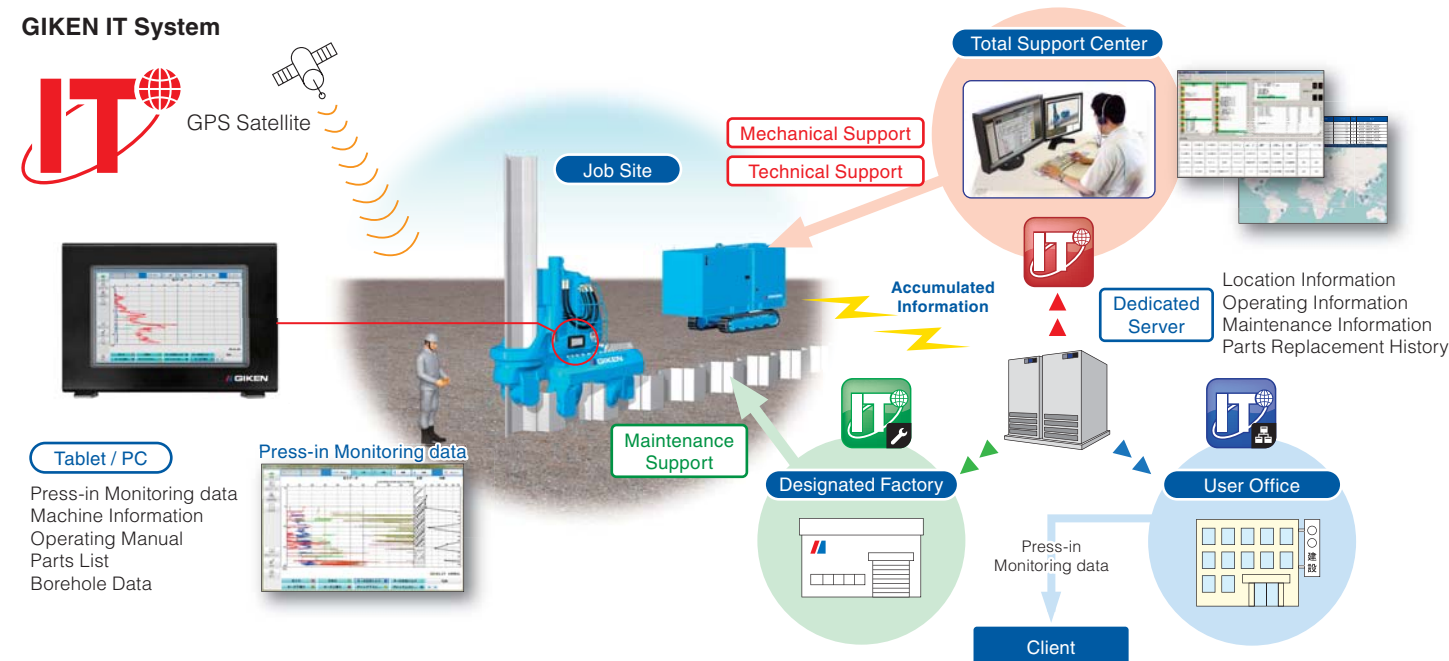 GIKEN IT System
IT
GPS Satellite
Job Site
Total Support Center
Mechanical Support
Technical Support
IT
Accumulated
Information
Dedicated
Server
Location Information
Operating Information
Maintenance Information
Parts Replacement History
GIKEN
GIKEN
Tablet / PC
Press-in Monitoring data
Machine Information
Operating Manual
Parts List
Borehole Data
Press-in Monitoring data
Maintenance
Support
IT
IT
Designated Factory
User Office
建
設
Press-in
Monitoring data
Client